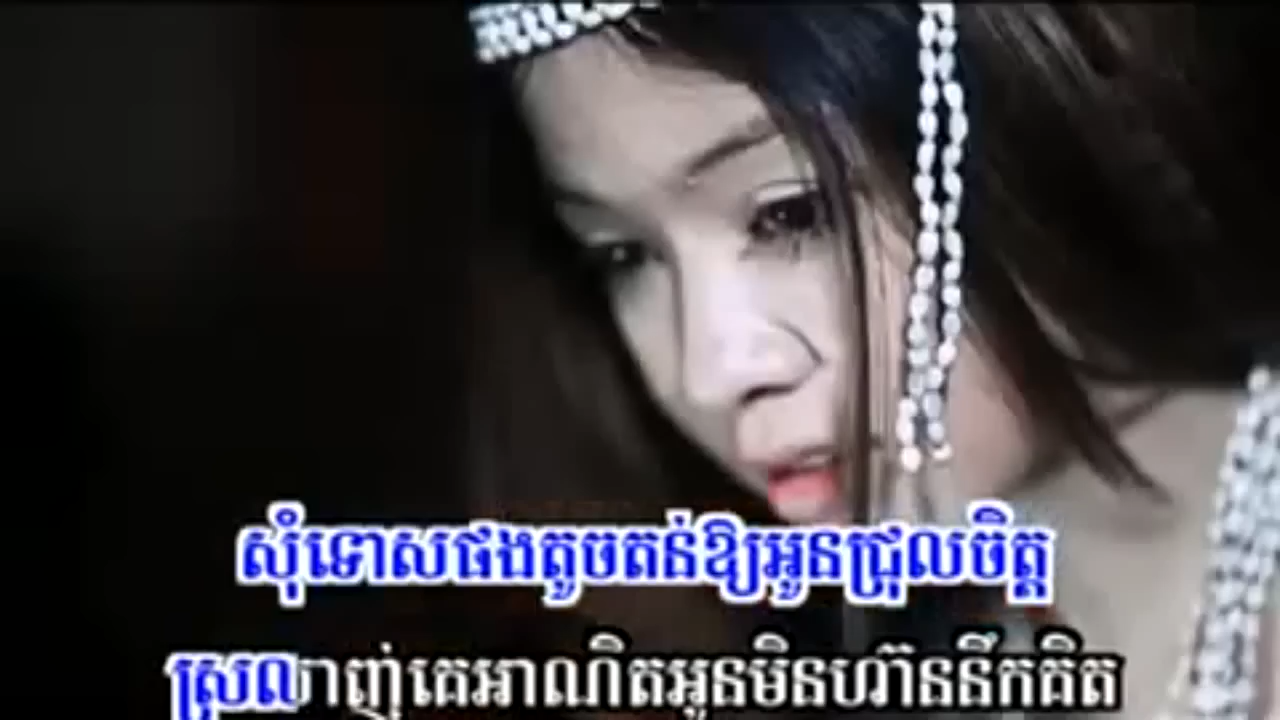 សុំទោសផងតូចតន់ឱ្យអូនជ្រុលចិត្ត
ស្រលាញ់គេអាណិតអូនមិនហ៊ាននឹកគិត